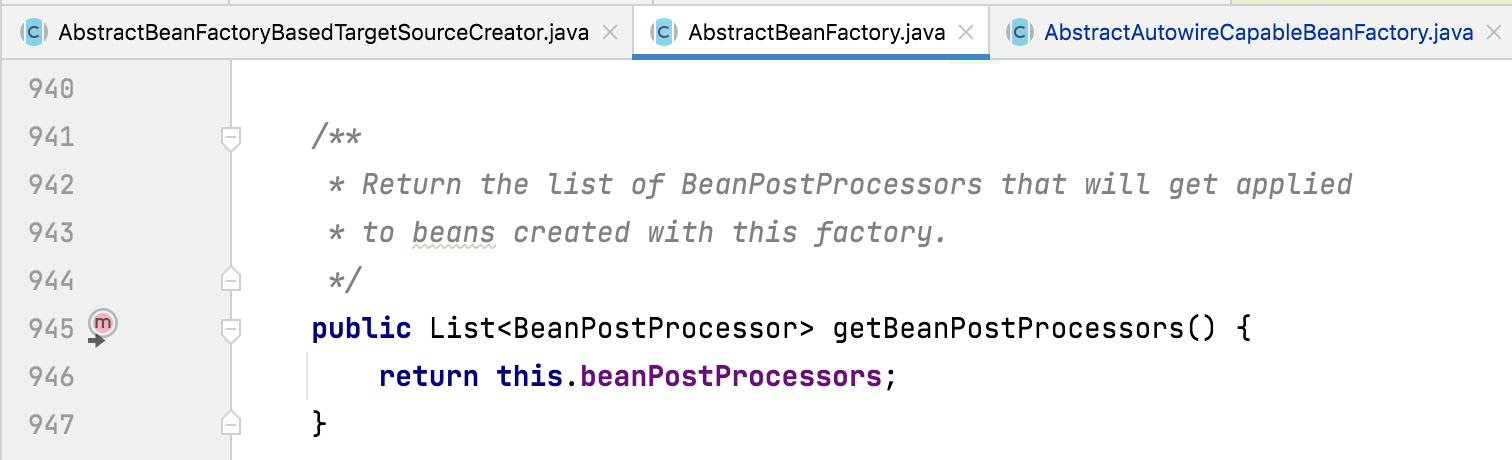 C AbstractBeanFactoryBasedTargetSourceCreator.java × C AbstractBeanFactory.java × C AbstractAutowireCapableBeanFactory.java ×
940
941 /**
942 * Return the list of BeanPostProcessors that will get applied
943 * to beans created with this factory.
944 */
945 m public List<BeanPostProcessor> getBeanPostProcessors() {
946 return this.beanPostProcessors;
947 }